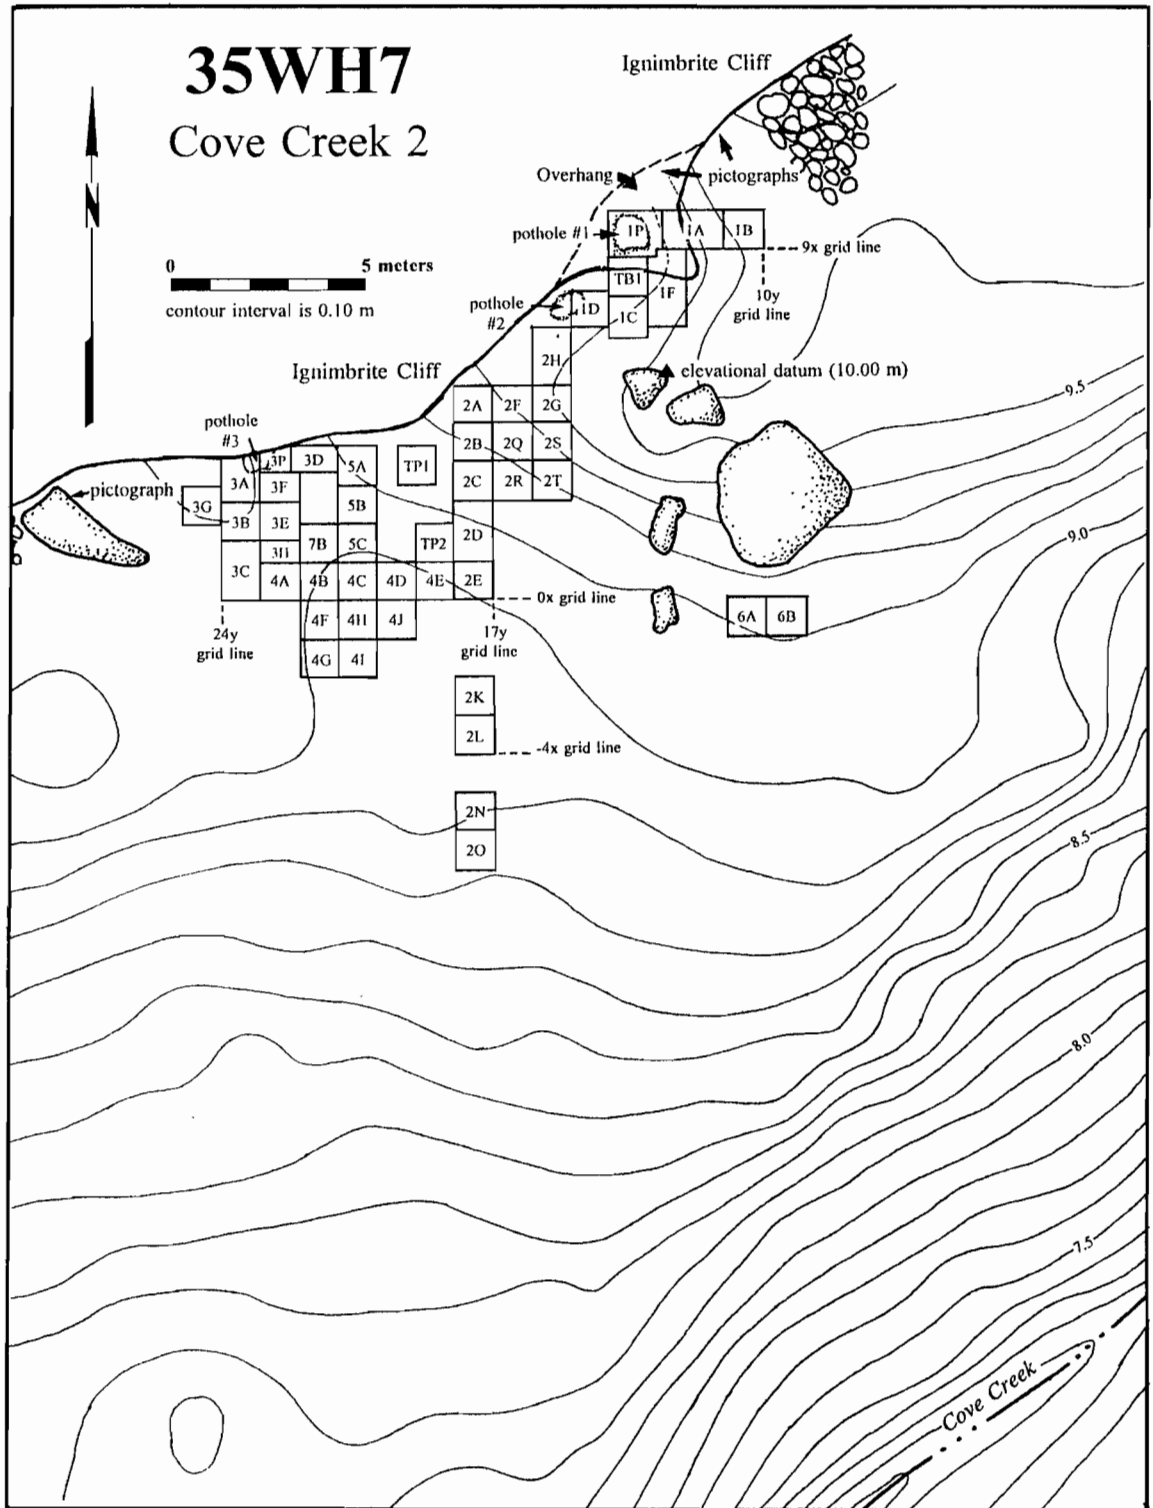 35WH7
Cove Creek 2
Ignimbrite Cliff
N
Overhang
pictographs
pothole #1
1P
1A
1B
9x grid line
0
5 meters
contour interval is 0.10 m
TB1
1F
10y
grid line
pothole
#2
1D
1C
2H
Ignimbrite Cliff
elevational datum (10.00 m)
9.5
2A
2F
2G
pothole
#3
2B
2Q
2S
3P
3D
5A
TP1
3A
3F
2C
2R
2T
pictograph
3G
5B
3B
3E
9.0
7B
5C
TP2
2D
3H
3C
4A
4B
4C
4D
4E
2E
0x grid line
6A
6B
24y
grid line
4F
4H
4J
17y
grid line
4G
4I
2K
2L
-4x grid line
2N
2O
8.5
8.0
7.5
Cove Creek